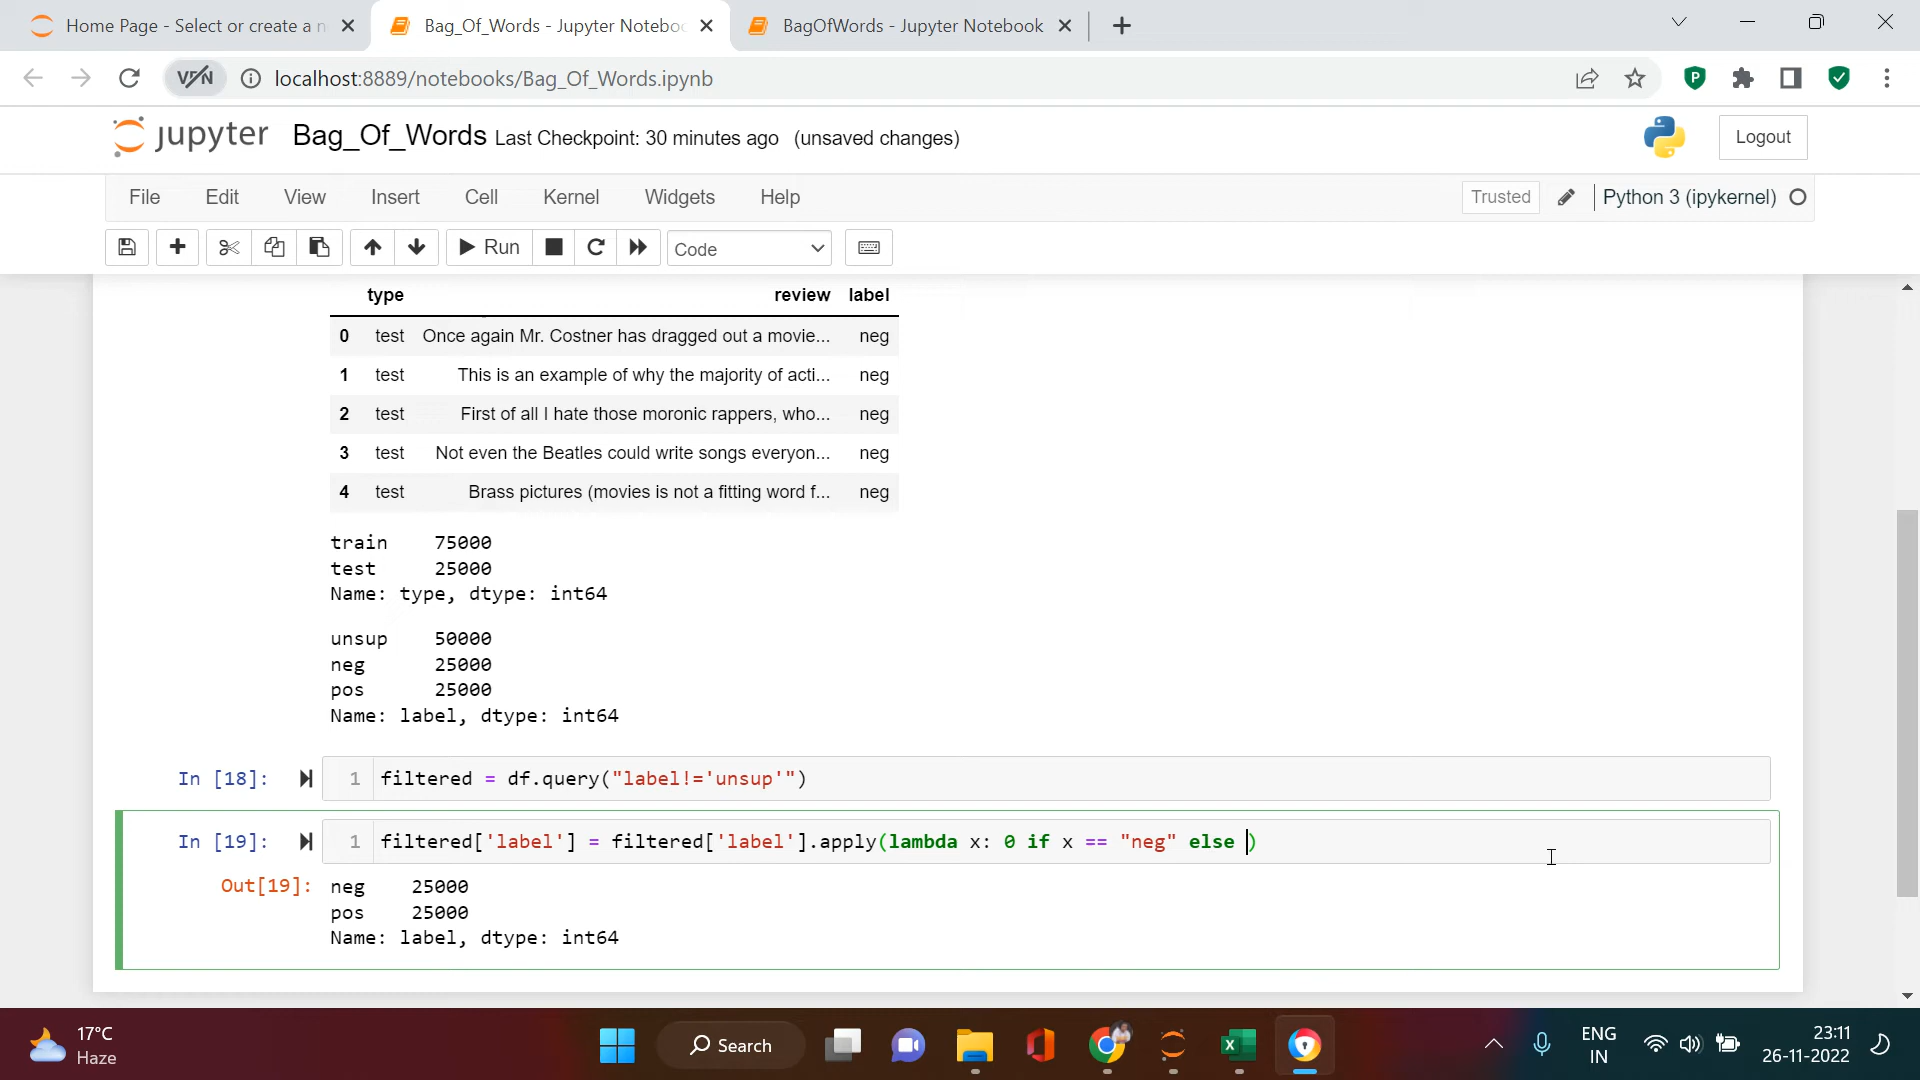 Home Page - Select or create a n
Bag_Of_Words - Jupyter Noteboo
BagOfWords - Jupyter Notebook
VPN
localhost:8889/notebooks/Bag_Of_Words.ipynb
P
jupyter Bag_Of_Words Last Checkpoint: 30 minutes ago (unsaved changes)
Logout
File Edit View Insert Cell Kernel Widgets Help
Trusted Python 3 (ipykernel)
Run Code
type review label
0 test Once again Mr. Costner has dragged out a movie... neg
1 test This is an example of why the majority of acti... neg
2 test First of all I hate those moronic rappers, who... neg
3 test Not even the Beatles could write songs everyon... neg
4 test Brass pictures (movies is not a fitting word f... neg
train 75000
test 25000
Name: type, dtype: int64
unsup 50000
neg 25000
pos 25000
Name: label, dtype: int64
In [18]: 1 filtered = df.query("label!='unsup'")
In [19]: 1 filtered['label'] = filtered['label'].apply(lambda x: 0 if x == "neg" else )
Out[19]: neg 25000
pos 25000
Name: label, dtype: int64
17°C
Haze
Search
ENG
IN
23:11
26-11-2022